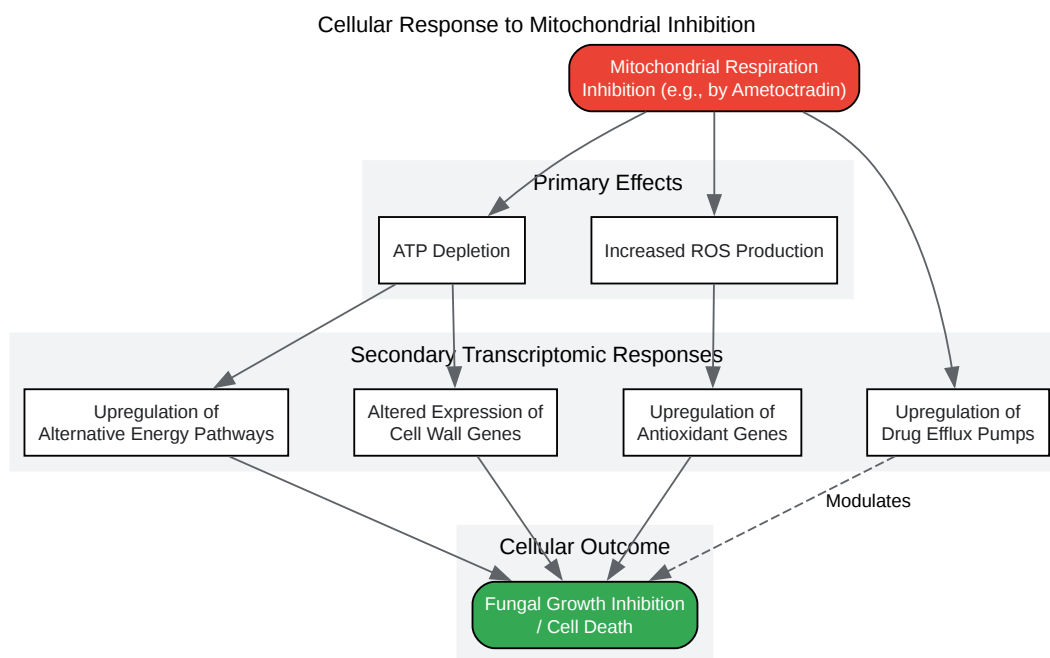 Cellular Response to Mitochondrial Inhibition
Mitochondrial Respiration
Inhibition (e.g., by Ametoctradin)
Primary Effects
ATP Depletion
Increased ROS Production
Secondary Transcriptomic Responses
Upregulation of
Alternative Energy Pathways
Altered Expression of
Cell Wall Genes
Upregulation of
Antioxidant Genes
Upregulation of
Drug Efflux Pumps
Modulates
Cellular Outcome
Fungal Growth Inhibition
/ Cell Death